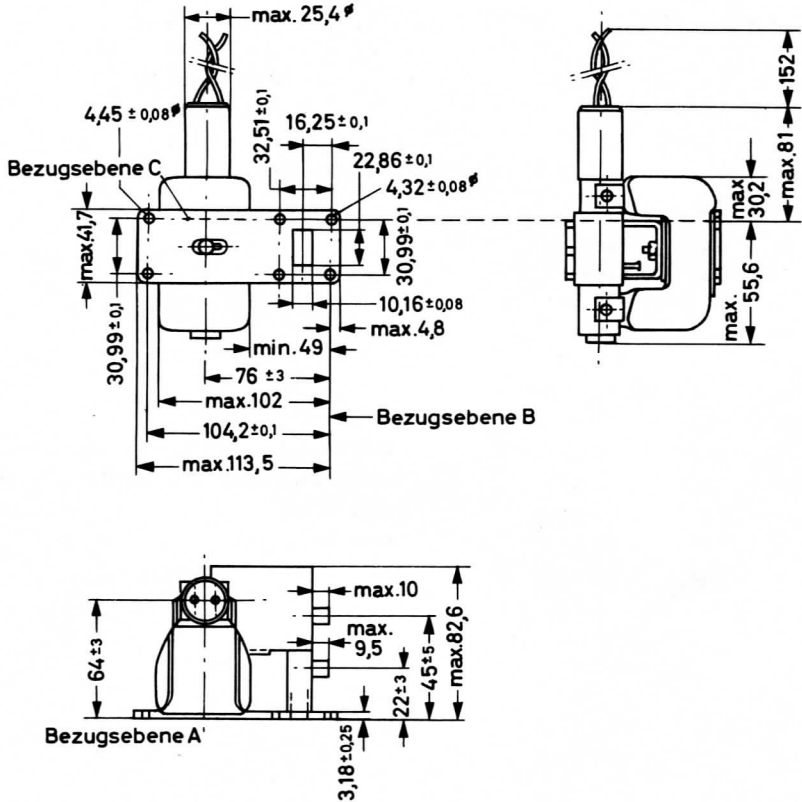 max. 25,4 ø
4,45 ± 0,08 ø
32,51 ± 0,1
16,25 ± 0,1
22,86 ± 0,1
4,32 ± 0,08 ø
Bezugsebene C
max. 41,7
30,99 ± 0,1
30,99 ± 0,1
10,16 ± 0,08
max. 4,8
min. 49
76 ± 3
max. 102
Bezugsebene B
104,2 ± 0,1
max. 113,5
152
max. 81
max
30,2
max.
55,6
max. 10
max.
9,5
64 ± 3
45 ± 5
22 ± 3
max. 82,6
3,18 ± 0,25
Bezugsebene A